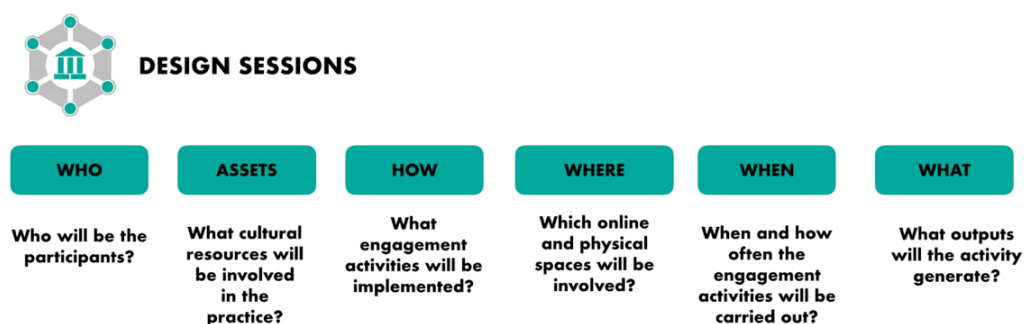 DESIGN SESSIONS
WHO
ASSETS
HOW
WHERE
WHEN
WHAT
Who will be the
participants?
What cultural
resources will
be involved
in the
practice?
What
engagement
activities will be
implemented?
Which online
and physical
spaces will be
involved?
When and how
often the
engagement
activities will be
carried out?
What outputs
will the activity
generate?